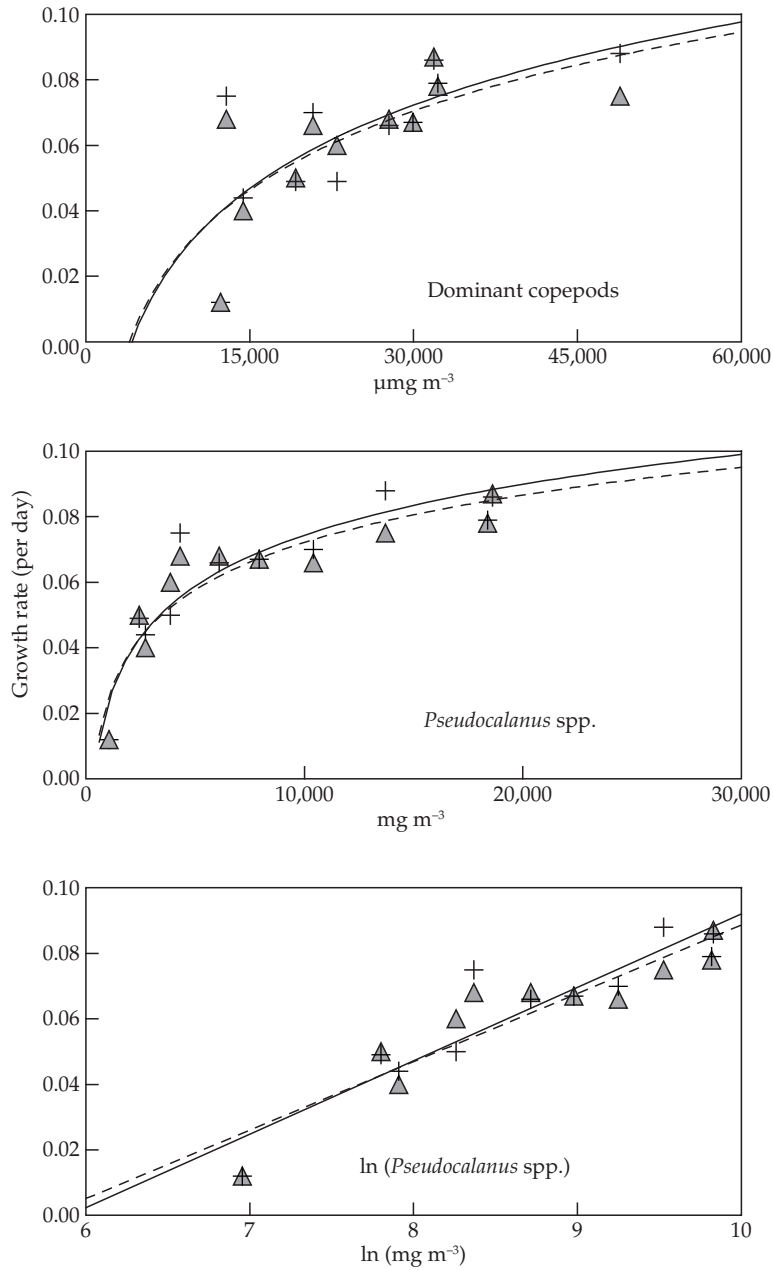 0.10
0.08
0.06
0.04
0.02
0.00
Dominant copepods
0 15,000 30,000 45,000 60,000
μmg m⁻³
Growth rate (per day)
0.10
0.08
0.06
0.04
0.02
0.00
Pseudocalanus spp.
0 10,000 20,000 30,000
mg m⁻³
0.10
0.08
0.06
0.04
0.02
0.00
ln (Pseudocalanus spp.)
6 7 8 9 10
ln (mg m⁻³)